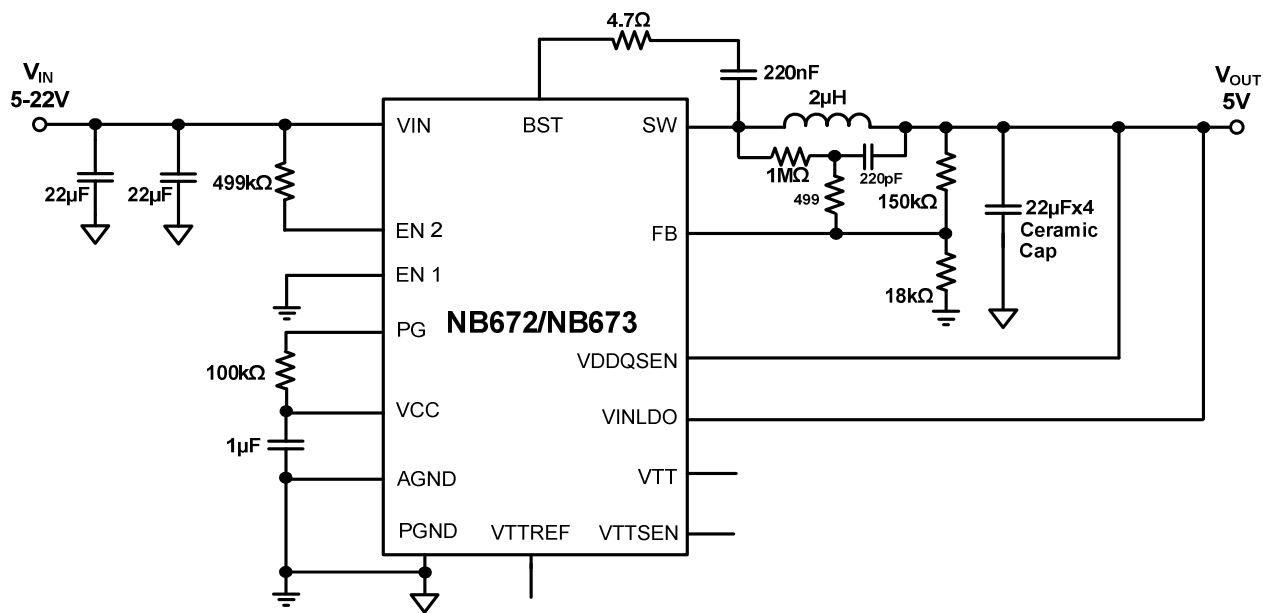 4.7Ω
VIN
5-22V
220nF
VOUT
5V
2µH
VIN
BST
SW
22µF
22µF
499kΩ
1MΩ
220pF
499
150kΩ
22µFx4
Ceramic
Cap
EN 2
FB
EN 1
18kΩ
PG
NB672/NB673
VDDQSEN
100kΩ
VCC
VINLDO
1µF
AGND
VTT
PGND
VTTREF
VTTSEN